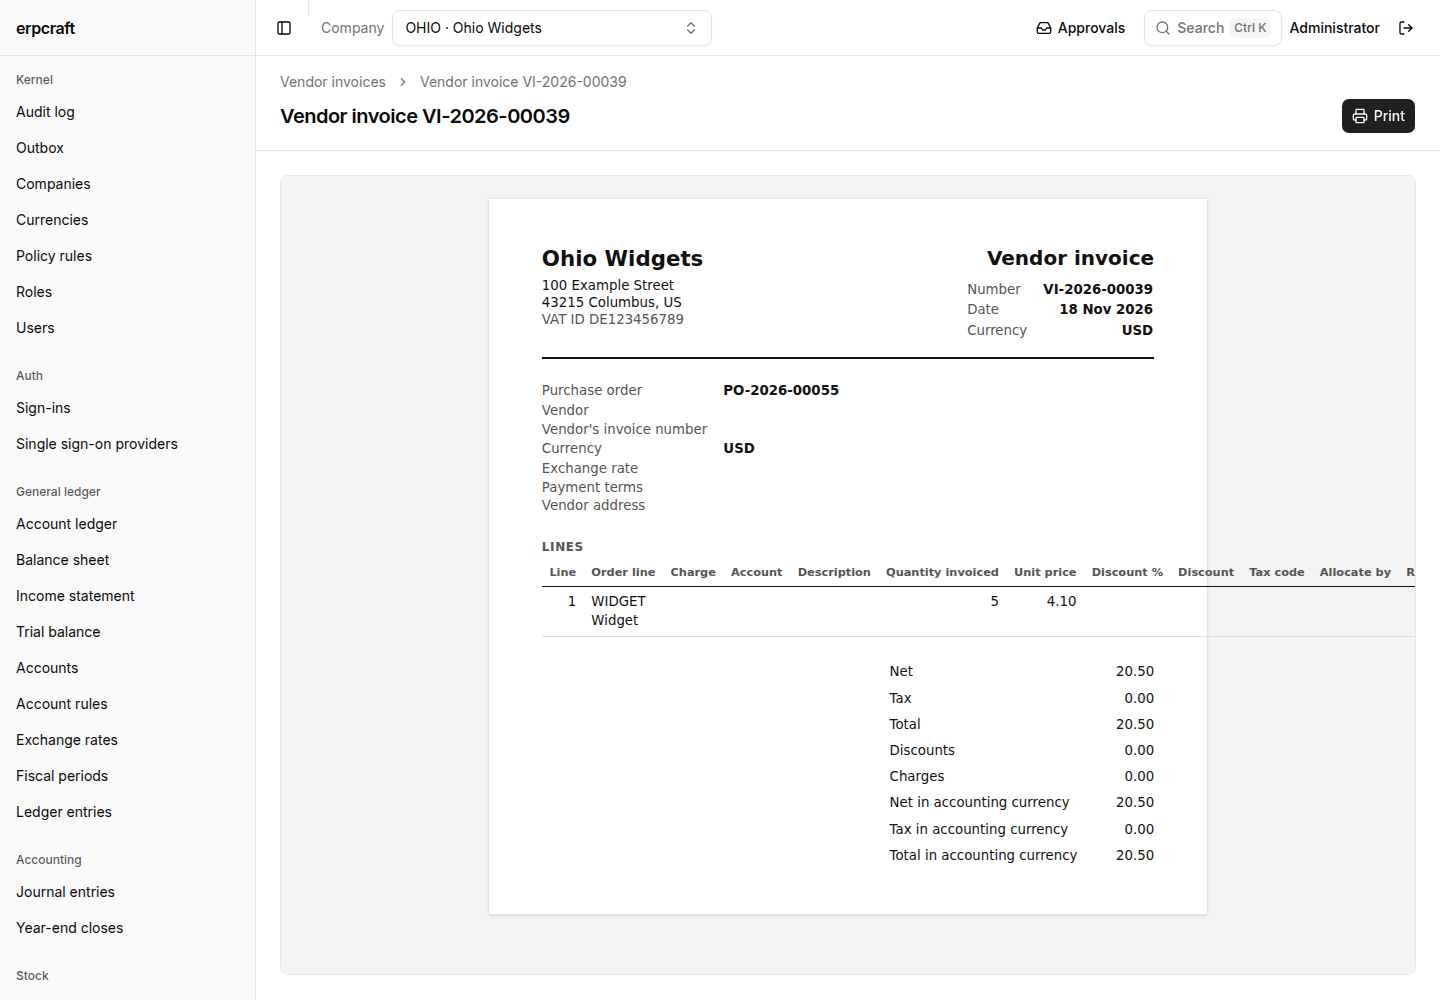 erpcraft
Company
OHIO · Ohio Widgets
Approvals
Search
Ctrl K
Administrator
Kernel
Audit log
Outbox
Companies
Currencies
Policy rules
Roles
Users
Auth
Sign-ins
Single sign-on providers
General ledger
Account ledger
Balance sheet
Income statement
Trial balance
Accounts
Account rules
Exchange rates
Fiscal periods
Ledger entries
Accounting
Journal entries
Year-end closes
Stock
Vendor invoices > Vendor invoice VI-2026-00039
Vendor invoice VI-2026-00039
Print
Ohio Widgets
100 Example Street
43215 Columbus, US
VAT ID DE123456789
Vendor invoice
Number VI-2026-00039
Date 18 Nov 2026
Currency USD
Purchase order PO-2026-00055
Vendor
Vendor's invoice number
Currency USD
Exchange rate
Payment terms
Vendor address
LINES
Line Order line Charge Account Description Quantity invoiced Unit price Discount % Discount Tax code Allocate by R
1 WIDGET 5 4.10
Widget
Net 20.50
Tax 0.00
Total 20.50
Discounts 0.00
Charges 0.00
Net in accounting currency 20.50
Tax in accounting currency 0.00
Total in accounting currency 20.50